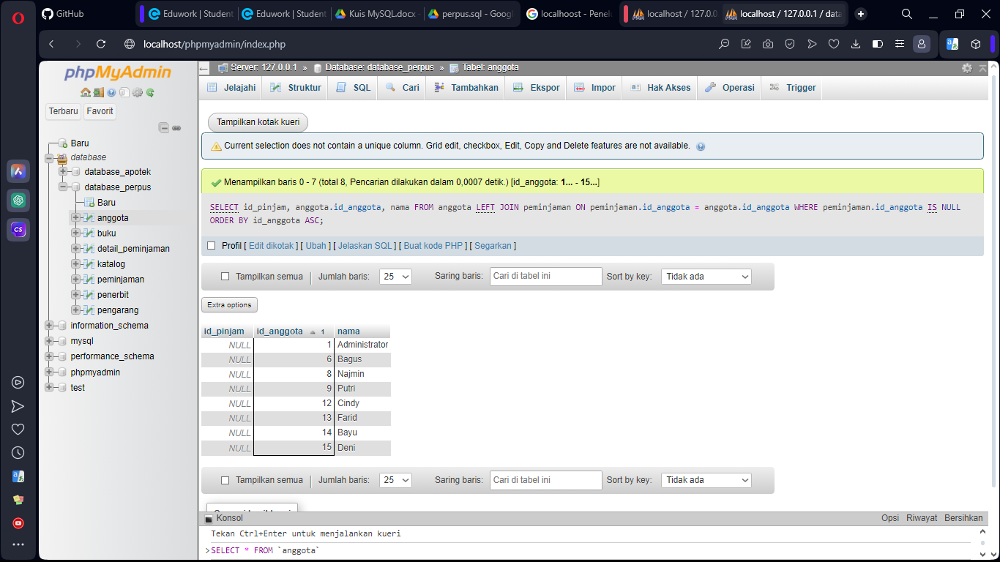 GitHub
Eduwork | Student
Eduwork | Student
Kuis MySQL.docx -
perpus.sql - Goog
localhoost - Penelu
localhost / 127.0.0
localhost / 127.0.0.1 / data
localhost/phpmyadmin/index.php
phpMyAdmin
Terbaru Favorit
Baru
database
database_apotek
database_perpus
Baru
anggota
buku
detail_peminjaman
katalog
peminjaman
penerbit
pengarang
information_schema
mysql
performance_schema
phpmyadmin
test
Server: 127.0.0.1 » Database: database_perpus » Tabel: anggota
Jelajahi Struktur SQL Cari Tambahkan Ekspor Impor Hak Akses Operasi Trigger
Tampilkan kotak kueri
Current selection does not contain a unique column. Grid edit, checkbox, Edit, Copy and Delete features are not available.
Menampilkan baris 0 - 7 (total 8, Pencarian dilakukan dalam 0,0007 detik.) [id_anggota: 1... - 15...]
SELECT id_pinjam, anggota.id_anggota, nama FROM anggota LEFT JOIN peminjaman ON peminjaman.id_anggota = anggota.id_anggota WHERE peminjaman.id_anggota IS NULL
ORDER BY id_anggota ASC;
Profil [ Edit dikotak ] [ Ubah ] [ Jelaskan SQL ] [ Buat kode PHP ] [ Segarkan ]
Tampilkan semua | Jumlah baris: 25 Saring baris: Cari di tabel ini Sort by key: Tidak ada
Extra options
id_pinjam id_anggota 1 nama
NULL 1 Administrator
NULL 6 Bagus
NULL 8 Najmin
NULL 9 Putri
NULL 12 Cindy
NULL 13 Farid
NULL 14 Bayu
NULL 15 Deni
Tampilkan semua | Jumlah baris: 25 Saring baris: Cari di tabel ini Sort by key: Tidak ada
Konsol Opsi Riwayat Bersihkan
Tekan Ctrl+Enter untuk menjalankan kueri
>SELECT * FROM `anggota`